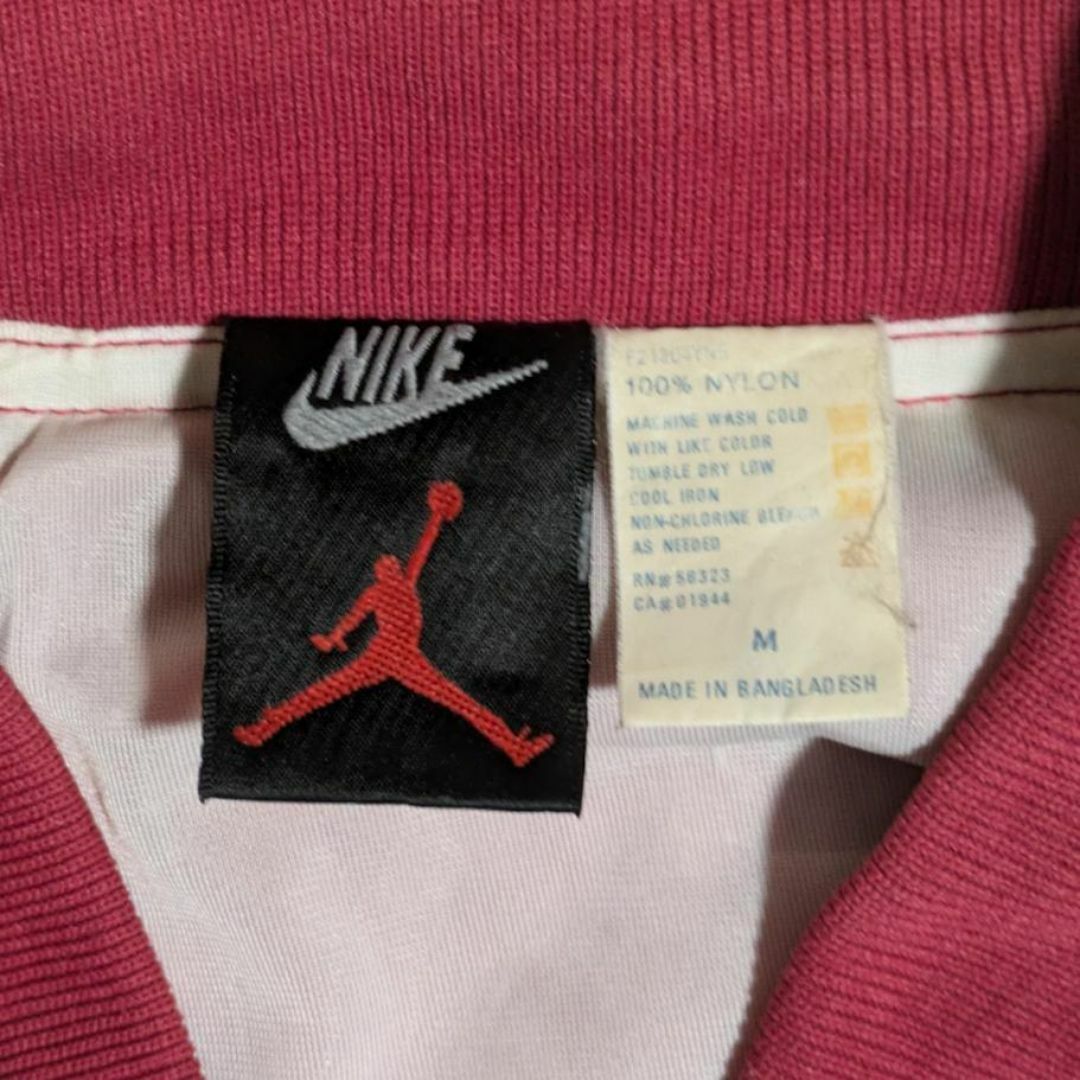 NIKE
100% NYLON
MACHINE WASH COLD
WITH LIKE COLOR
TUMBLE DRY LOW
COOL IRON
NON-CHLORINE BLEACH
AS NEEDED
RN# 56323
CA# 01944
M
MADE IN BANGLADESH